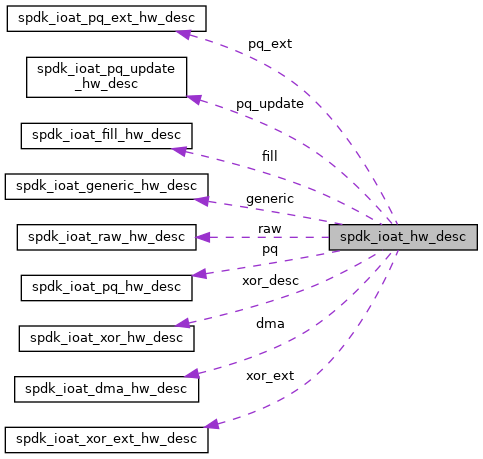 spdk_ioat_pq_ext_hw_desc
pq_ext
spdk_ioat_pq_update
_hw_desc
pq_update
spdk_ioat_fill_hw_desc
fill
spdk_ioat_generic_hw_desc
generic
spdk_ioat_raw_hw_desc
raw
spdk_ioat_hw_desc
pq
spdk_ioat_pq_hw_desc
xor_desc
spdk_ioat_xor_hw_desc
dma
spdk_ioat_dma_hw_desc
xor_ext
spdk_ioat_xor_ext_hw_desc